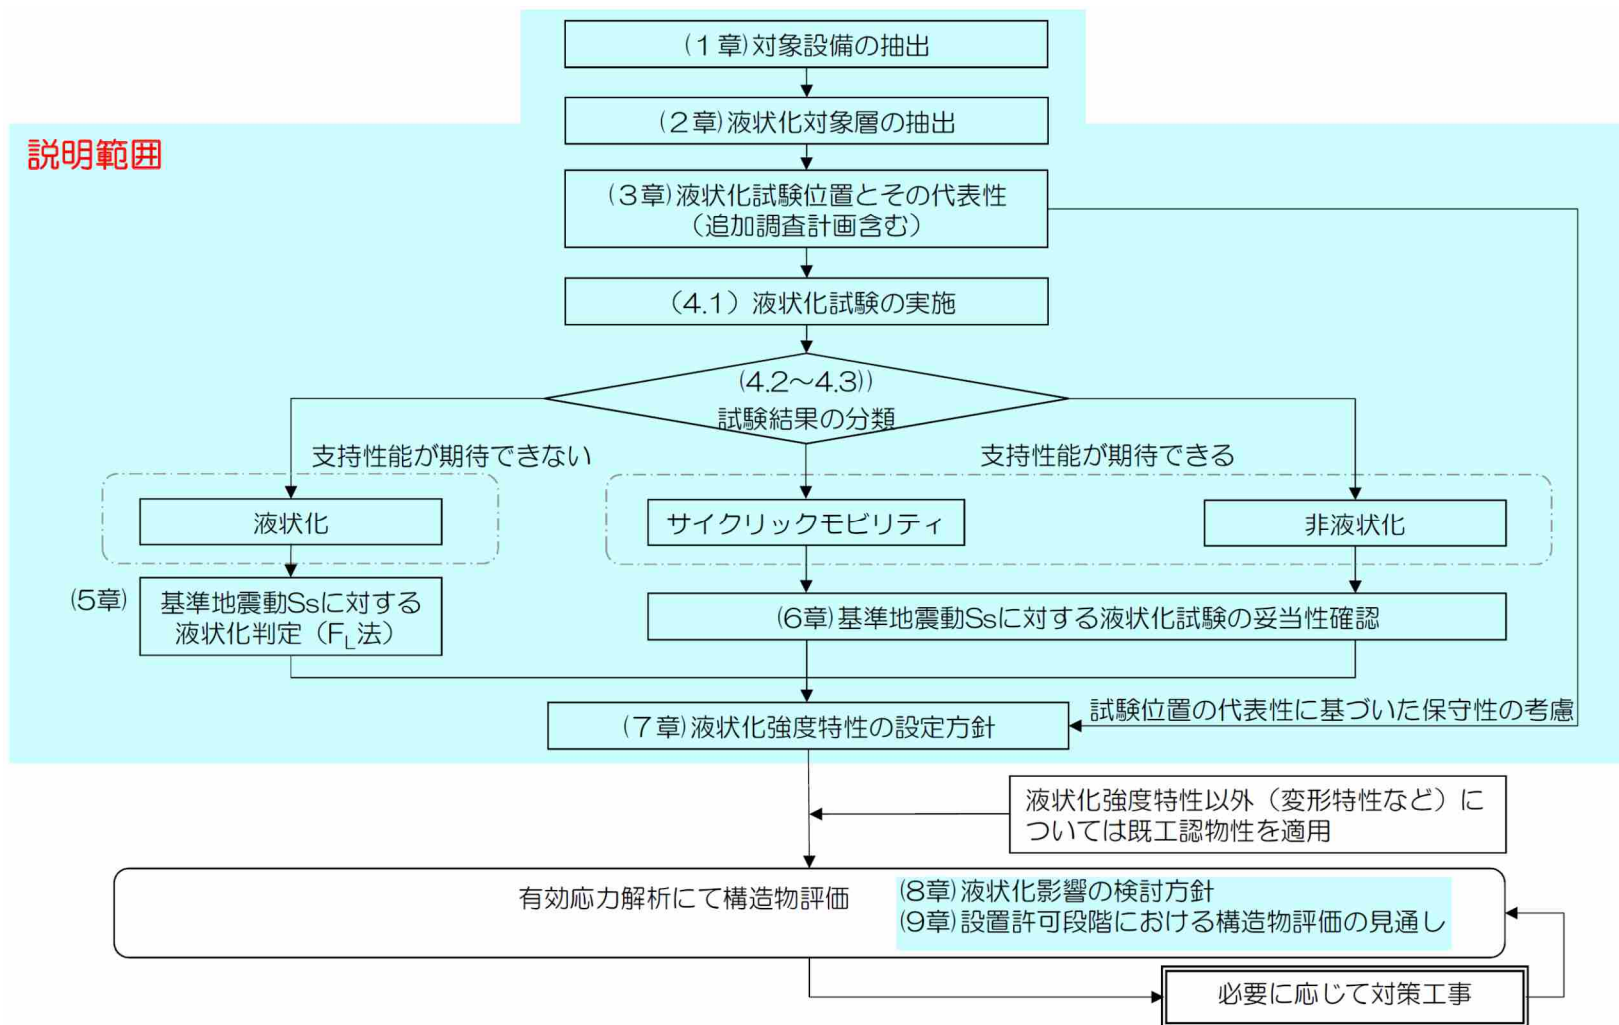 (1章)対象設備の抽出
(2章)液状化対象層の抽出
説明範囲
(3章)液状化試験位置とその代表性
(追加調査計画含む)
(4.1)液状化試験の実施
(4.2～4.3))
試験結果の分類
支持性能が期待できない
支持性能が期待できる
液状化
サイクリックモビリティ
非液状化
(5章)
基準地震動Ssに対する
液状化判定(FL法)
(6章)基準地震動Ssに対する液状化試験の妥当性確認
試験位置の代表性に基づいた保守性の考慮
(7章)液状化強度特性の設定方針
液状化強度特性以外(変形特性など)に
ついては既工認物性を適用
有効応力解析にて構造物評価
(8章)液状化影響の検討方針
(9章)設置許可段階における構造物評価の見通し
必要に応じて対策工事